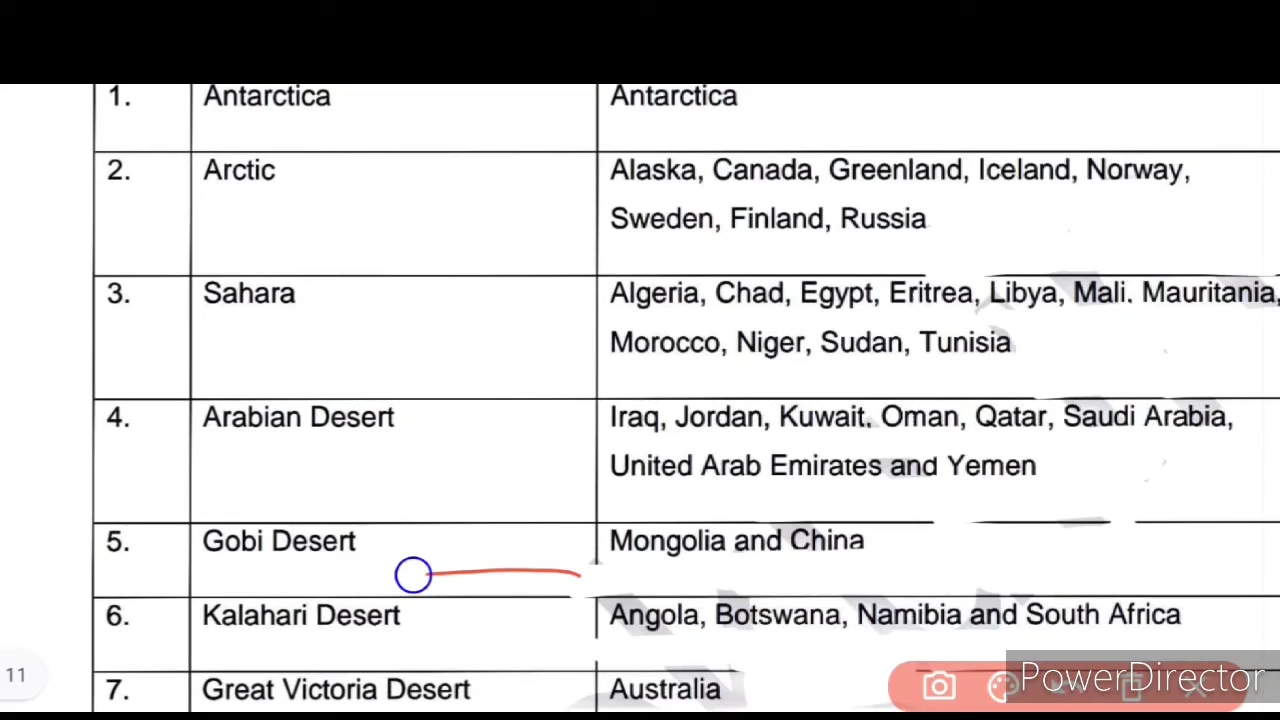 1. Antarctica Antarctica
2. Arctic Alaska, Canada, Greenland, Iceland, Norway,
Sweden, Finland, Russia
3. Sahara Algeria, Chad, Egypt, Eritrea, Libya, Mali. Mauritania,
Morocco, Niger, Sudan, Tunisia
4. Arabian Desert Iraq, Jordan, Kuwait. Oman, Qatar, Saudi Arabia,
United Arab Emirates and Yemen
5. Gobi Desert Mongolia and China
6. Kalahari Desert Angola, Botswana, Namibia and South Africa
11
7. Great Victoria Desert Australia
PowerDirector